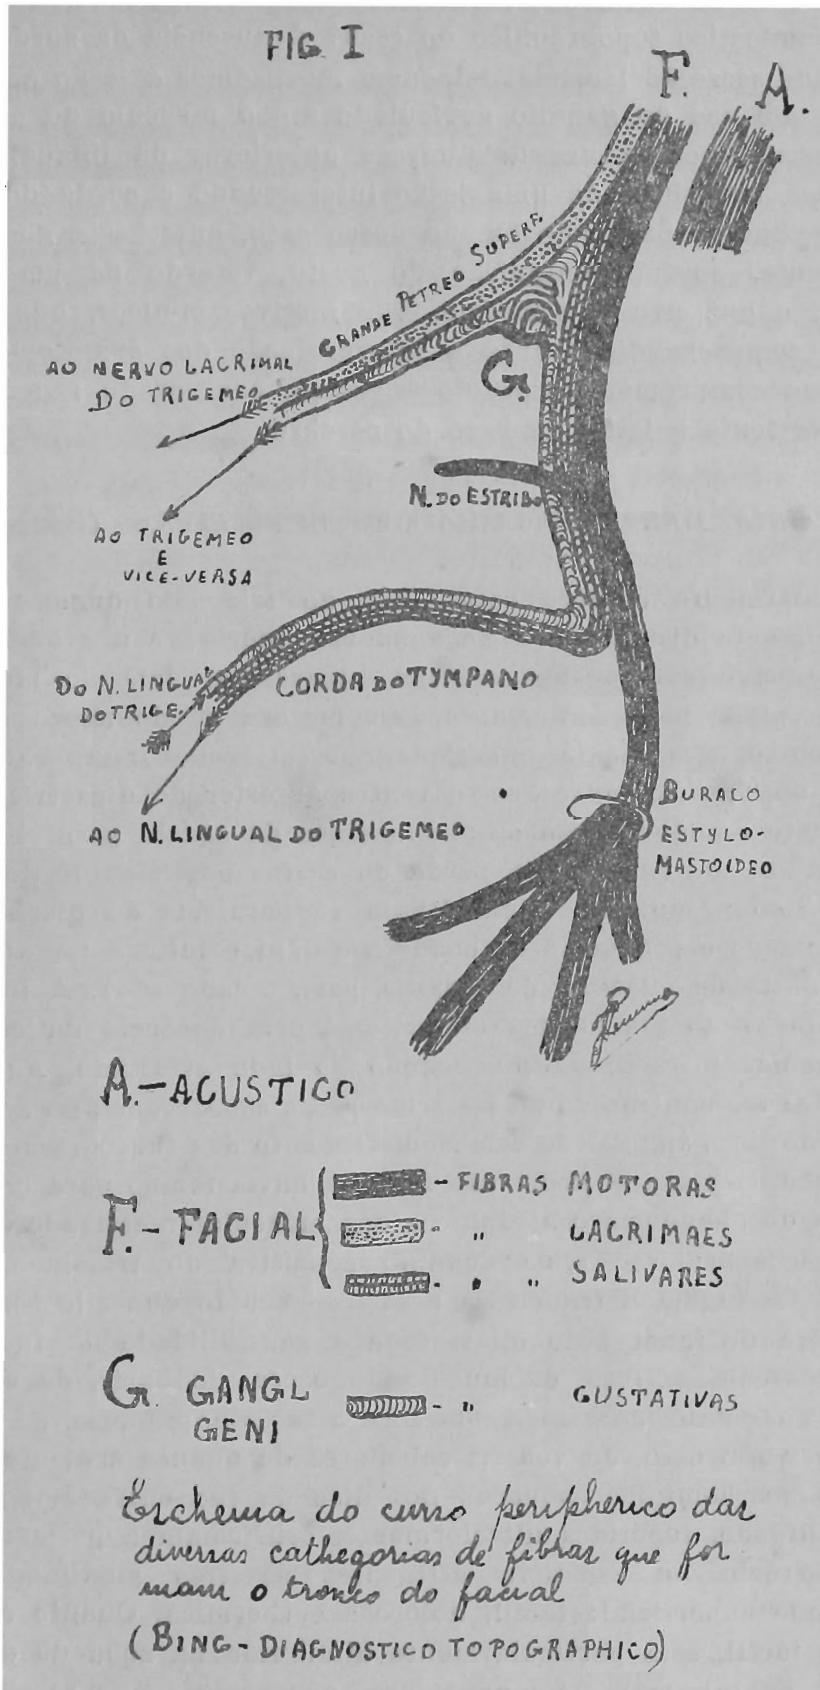 FIG. I
F.
A.
GRANDE PETREO SUPERF.
AO NERVO LACRIMAL
DO TRIGEMEO
G.
N. DO ESTRIBO
AO TRIGEMEO
E
VICE-VERSA
DO N. LINGUAL
DO TRIGE.
CORDA DO TYMPANO
AO N. LINGUAL DO TRIGEMEO
BURACO
ESTYLO-
MASTOIDEO
A.-ACUSTICO
F.-FACIAL
- FIBRAS MOTORAS
- " LACRIMAES
- " SALIVARES
G. GANGL
GENI
- " GUSTATIVAS
Eschema do curso peripherico das
diversas cathegorias de fibras que for
mam o tronco do facial
(BING-DIAGNOSTICO TOPOGRAPHICO)